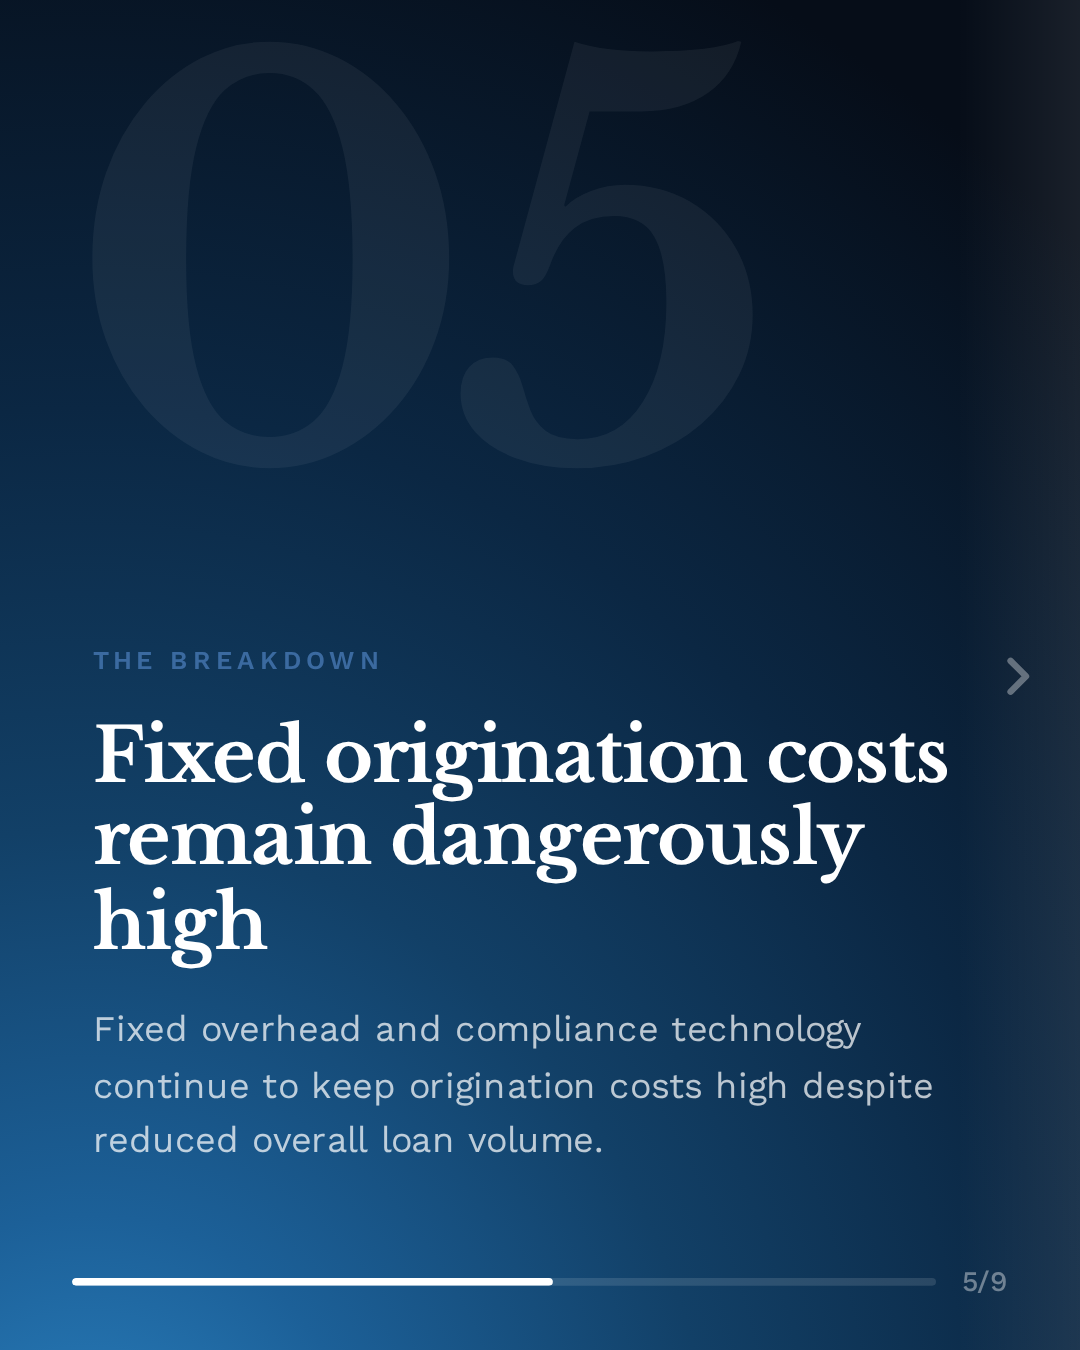 05
THE BREAKDOWN
Fixed origination costs
remain dangerously
high
Fixed overhead and compliance technology
continue to keep origination costs high despite
reduced overall loan volume.
5/9